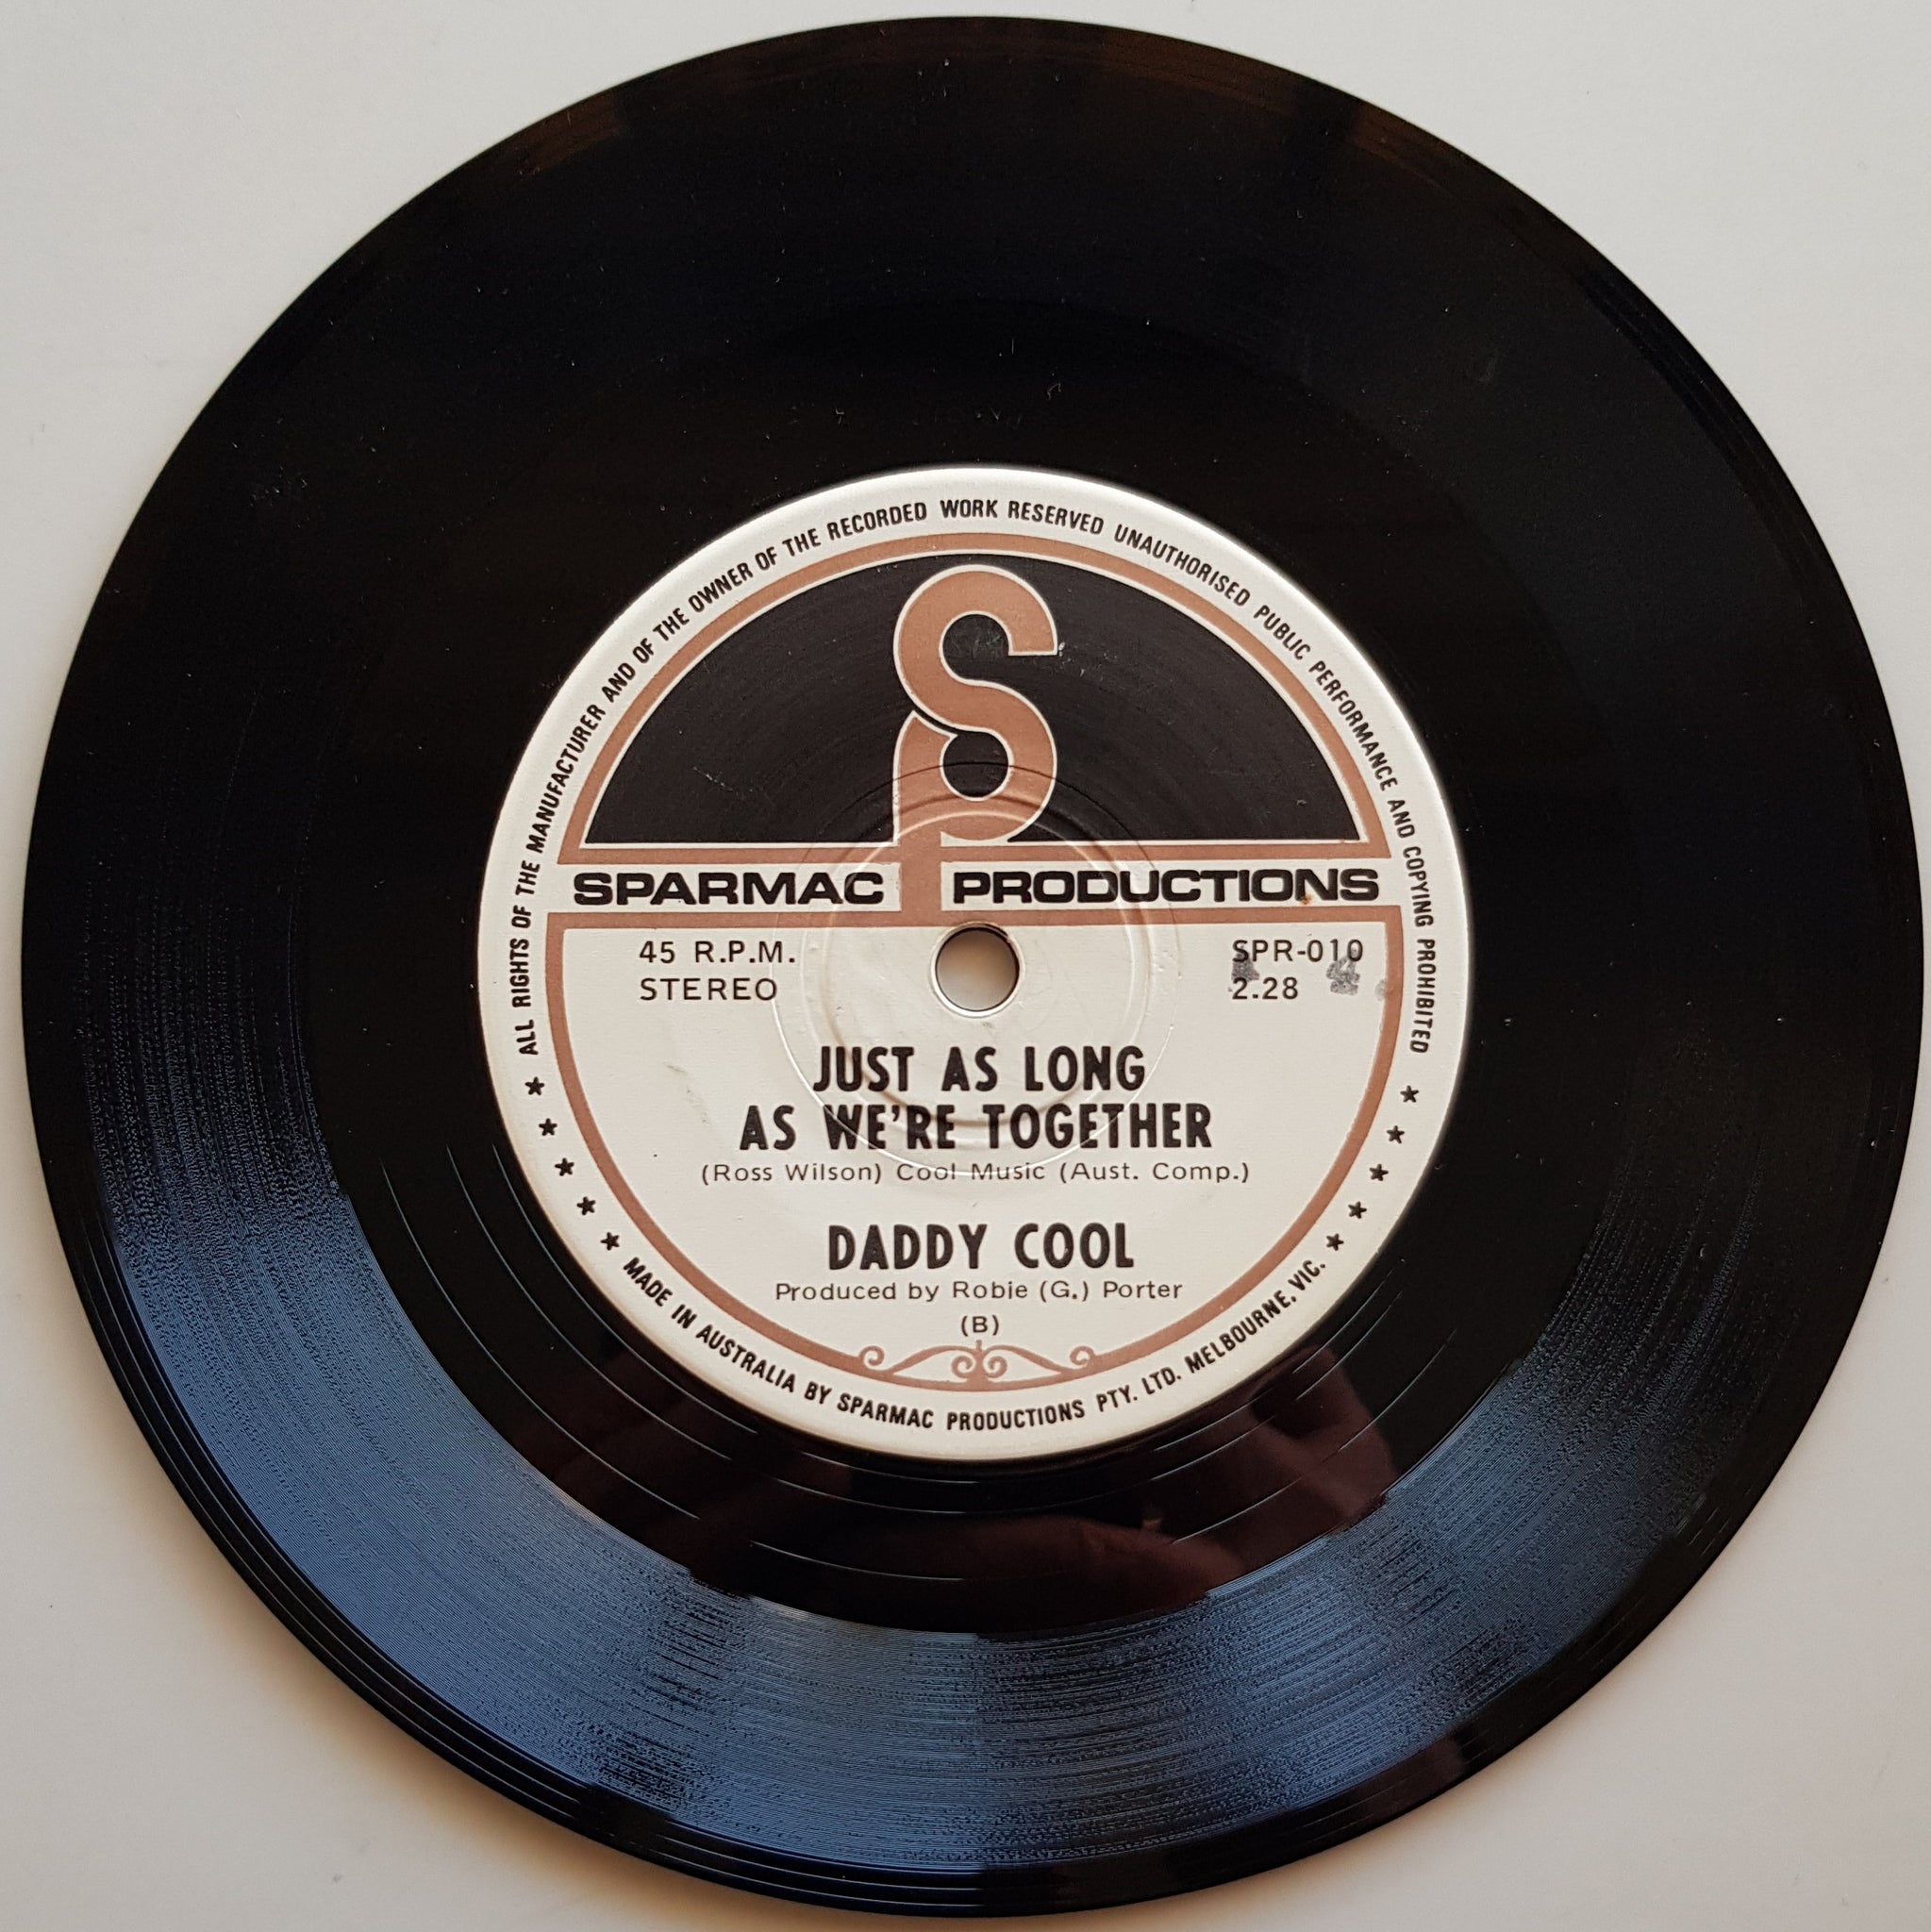 ALL RIGHTS OF THE MANUFACTURER AND OF THE OWNER OF THE RECORDED WORK RESERVED UNAUTHORISED PUBLIC PERFORMANCE AND COPYING PROHIBITED
SPARMAC PRODUCTIONS
45 R.P.M. SPR-010
STEREO 2.28
JUST AS LONG
AS WE'RE TOGETHER
(Ross Wilson) Cool Music (Aust. Comp.)
DADDY COOL
Produced by Robie (G.) Porter
(B)
MADE IN AUSTRALIA BY SPARMAC PRODUCTIONS PTY. LTD. MELBOURNE, VIC.